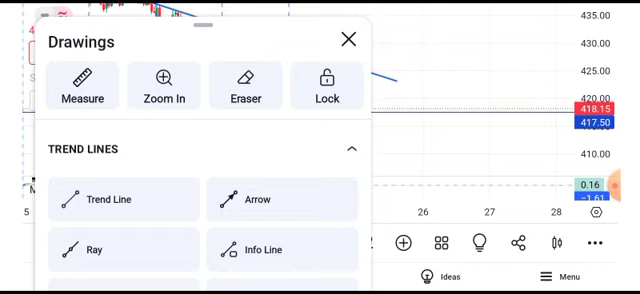 Drawings
Measure
Zoom In
Eraser
Lock
TREND LINES
Trend Line
Arrow
Ray
Info Line
435.00
430.00
425.00
420.00
418.15
417.50
410.00
0.16
−1.61
5
26
27
28
Ideas
Menu